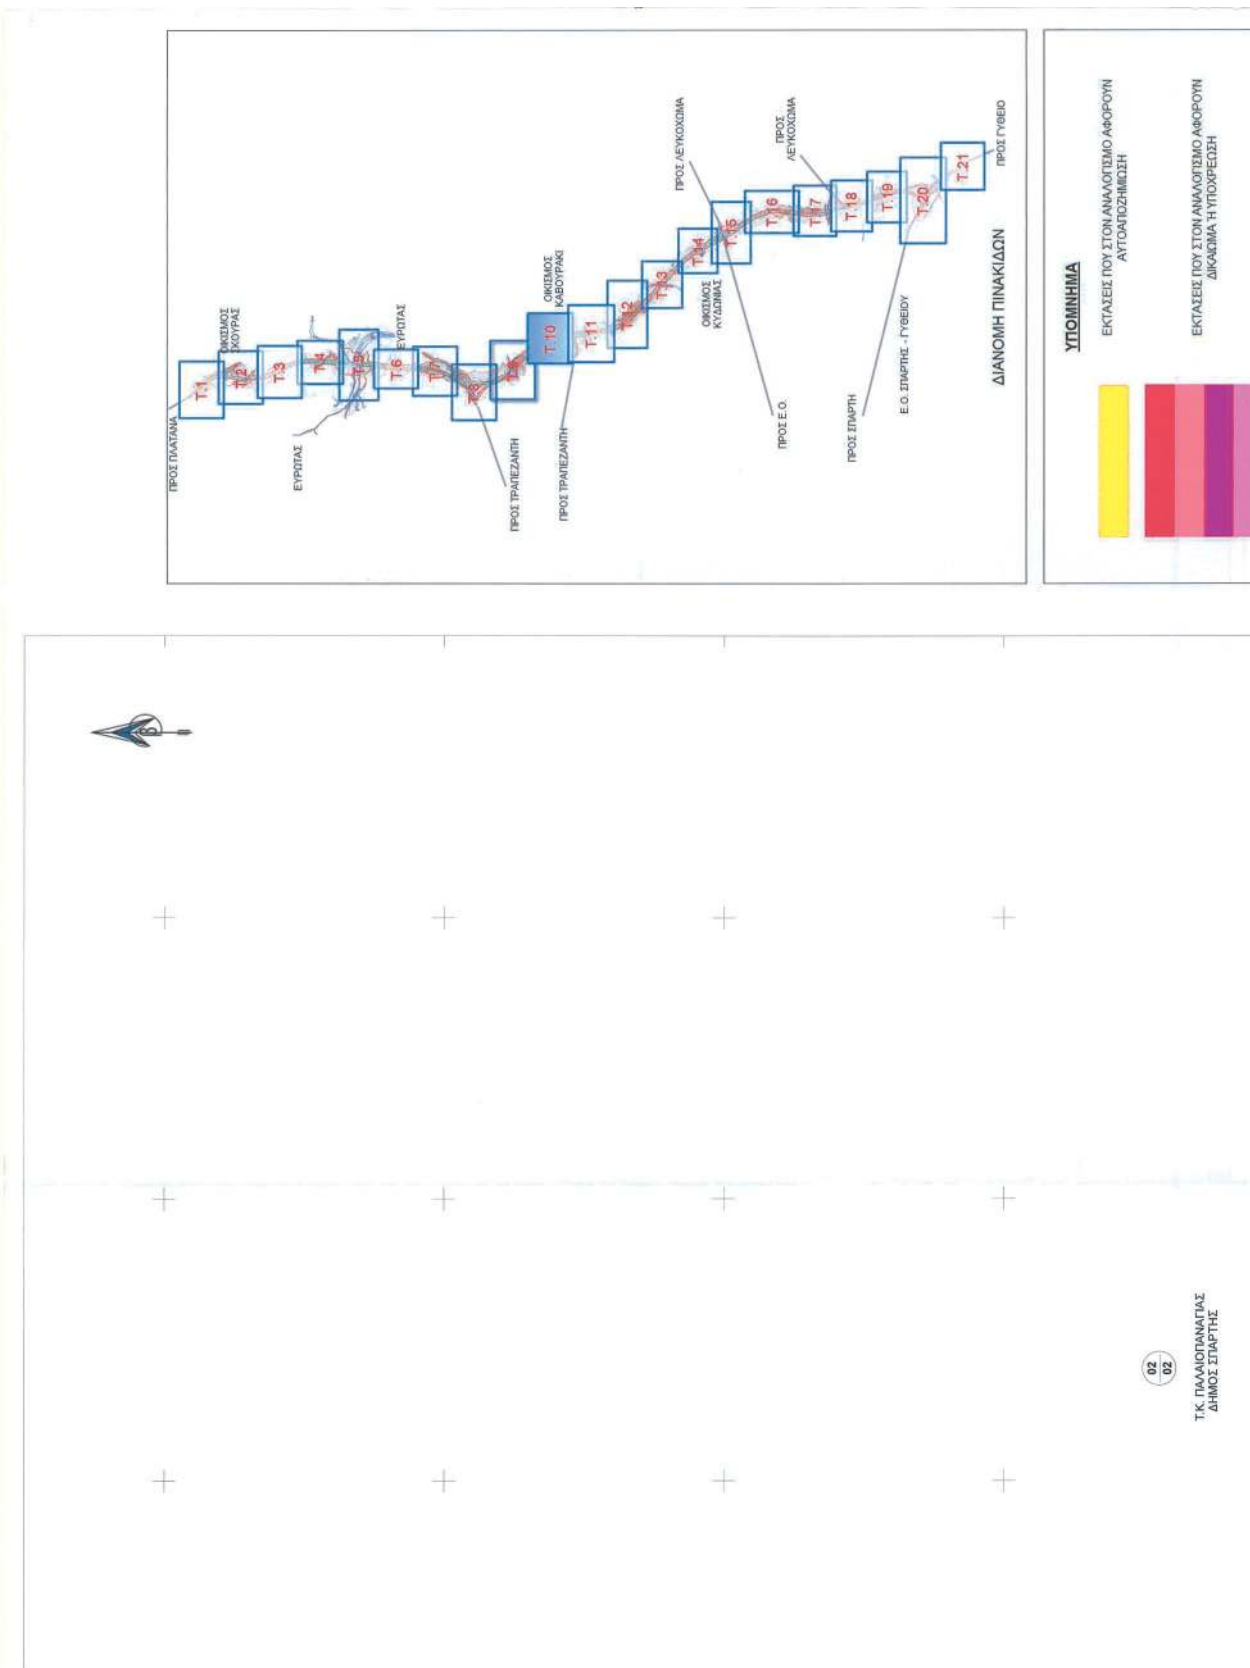 ΠΡΟΣ ΠΛΑΤΑΝΑ
Τ.1
ΟΙΚΙΣΜΟΣ
ΣΚΟΥΡΑΣ
Τ.2
Τ.3
Τ.4
ΕΥΡΩΤΑΣ
Τ.5
ΕΥΡΩΤΑΣ
Τ.6
Τ.7
Τ.8
ΠΡΟΣ ΤΡΑΠΕΖΑΝΤΗ
Τ.9
ΟΙΚΙΣΜΟΣ
ΚΑΒΟΥΡΑΚΙ
Τ.10
ΠΡΟΣ ΤΡΑΠΕΖΑΝΤΗ
Τ.11
Τ.12
Τ.13
ΟΙΚΙΣΜΟΣ
ΚΥΔΩΝΙΑΣ
Τ.14
ΠΡΟΣ ΛΕΥΚΟΧΩΜΑ
Τ.15
ΠΡΟΣ Ε.Ο.
Τ.16
ΠΡΟΣ
ΛΕΥΚΟΧΩΜΑ
Τ.17
Τ.18
ΠΡΟΣ ΣΠΑΡΤΗ
Τ.19
Ε.Ο. ΣΠΑΡΤΗΣ - ΓΥΘΕΙΟΥ
Τ.20
Τ.21
ΠΡΟΣ ΓΥΘΕΙΟ
ΔΙΑΝΟΜΗ ΠΙΝΑΚΙΔΩΝ
ΥΠΟΜΝΗΜΑ
ΕΚΤΑΣΕΙΣ ΠΟΥ ΣΤΟΝ ΑΝΑΛΟΓΙΣΜΟ ΑΦΟΡΟΥΝ
ΑΥΤΟΑΠΟΖΗΜΙΩΣΗ
ΕΚΤΑΣΕΙΣ ΠΟΥ ΣΤΟΝ ΑΝΑΛΟΓΙΣΜΟ ΑΦΟΡΟΥΝ
ΔΙΚΑΙΩΜΑ Ή ΥΠΟΧΡΕΩΣΗ
Β
02
02
Τ.Κ. ΠΑΛΑΙΟΠΑΝΑΓΙΑΣ
ΔΗΜΟΣ ΣΠΑΡΤΗΣ